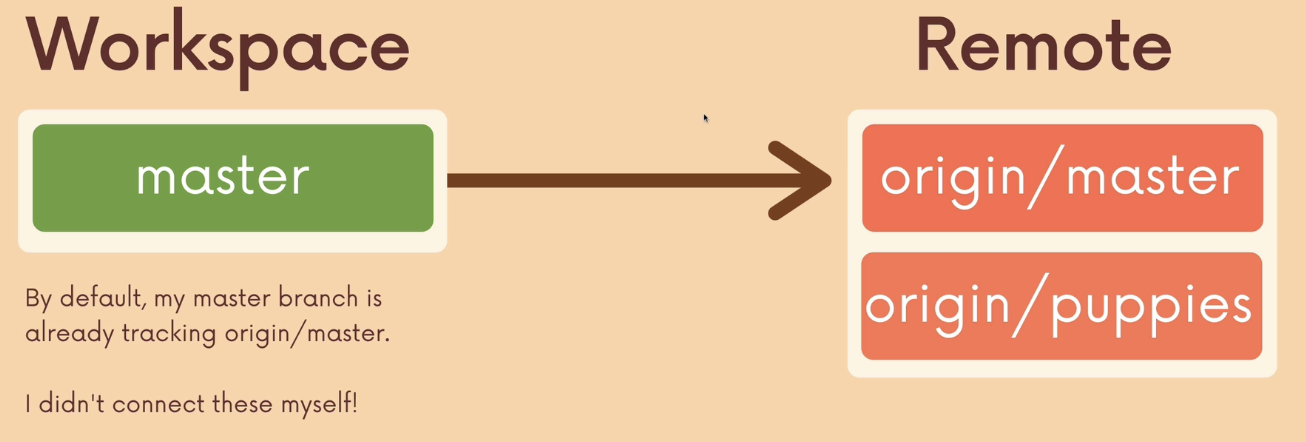 Workspace
Remote
master
origin/master
origin/puppies
By default, my master branch is
already tracking origin/master.
I didn't connect these myself!